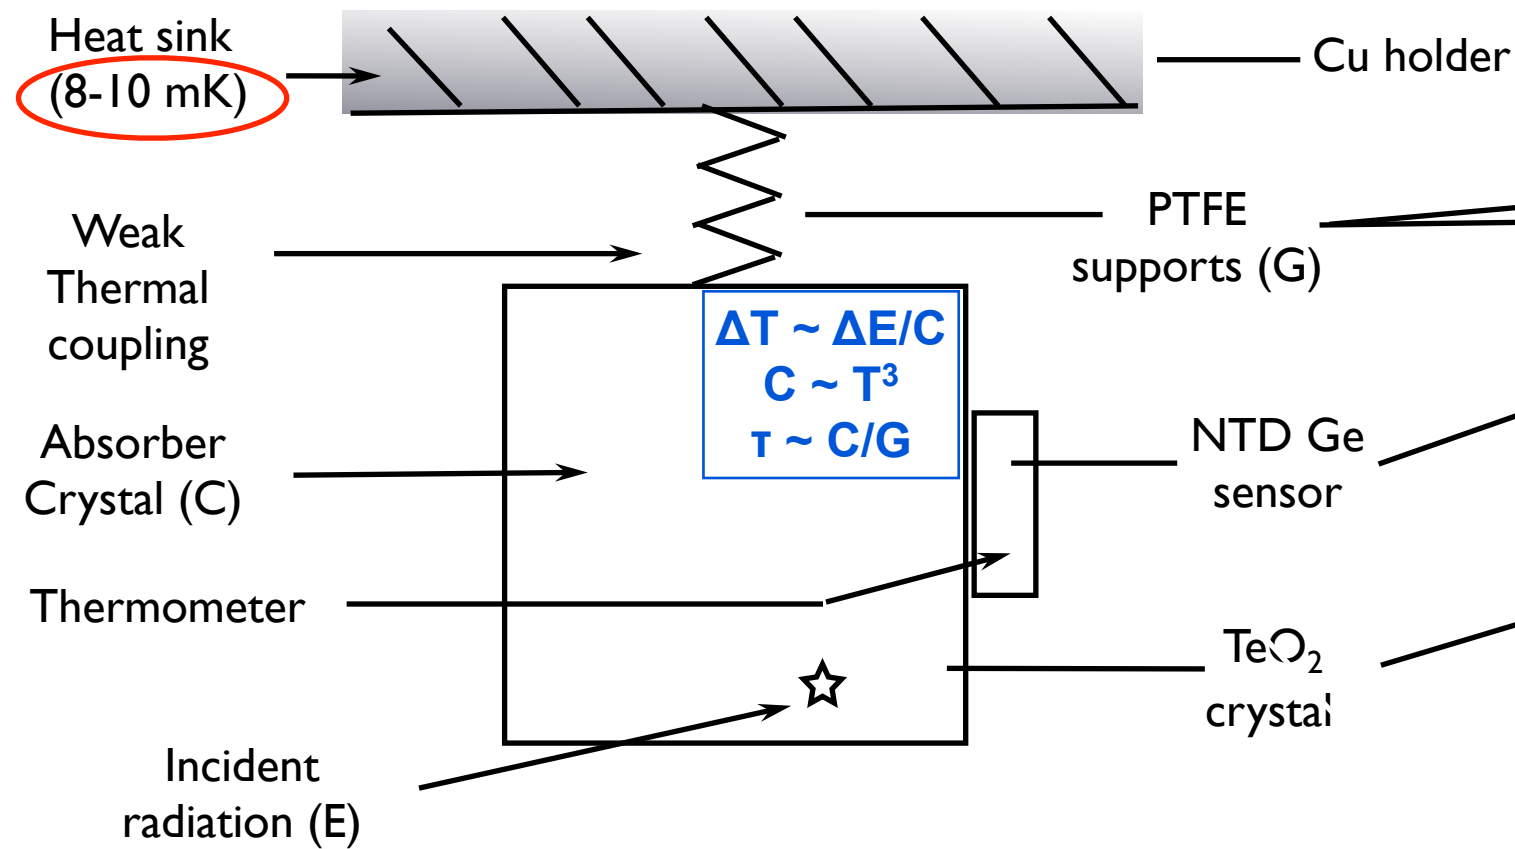 Heat sink
(8-10 mK)
Cu holder
Weak
Thermal
coupling
PTFE
supports (G)
ΔT ~ ΔE/C
C ~ T³
τ ~ C/G
Absorber
Crystal (C)
NTD Ge
sensor
Thermometer
TeO₂
crystal
Incident
radiation (E)